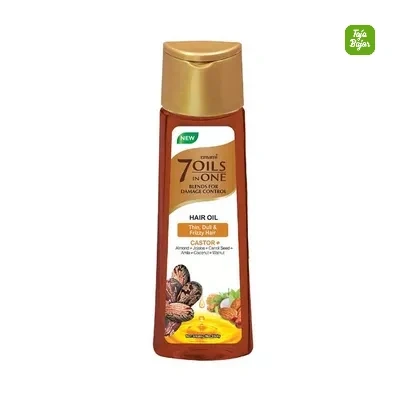 Taja
Bajar
NEW
emami
7 OILS
IN ONE
BLENDS FOR
DAMAGE CONTROL
HAIR OIL
Thin, Dull &
Frizzy Hair
CASTOR +
Almond • Jojoba • Carrot Seed •
Amla • Coconut • Walnut